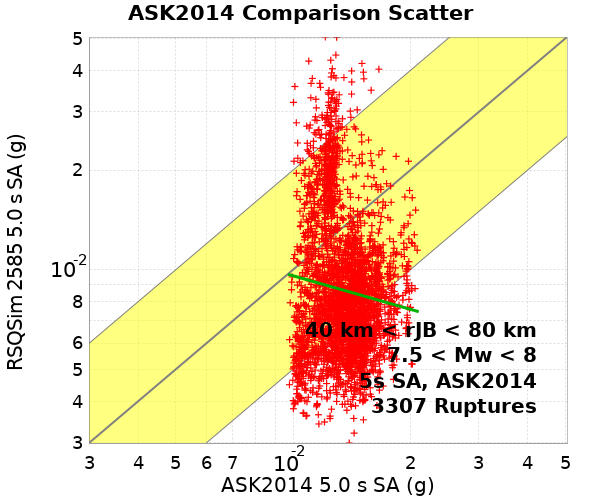 ASK2014 Comparison Scatter
RSQSim 2585 5.0 s SA (g)
5
4
3
2
10-2
8
6
5
4
3
40 km < rJB < 80 km
7.5 < Mw < 8
5s SA, ASK2014
3307 Ruptures
3 4 5 6 7 10-2 2 3 4 5
ASK2014 5.0 s SA (g)